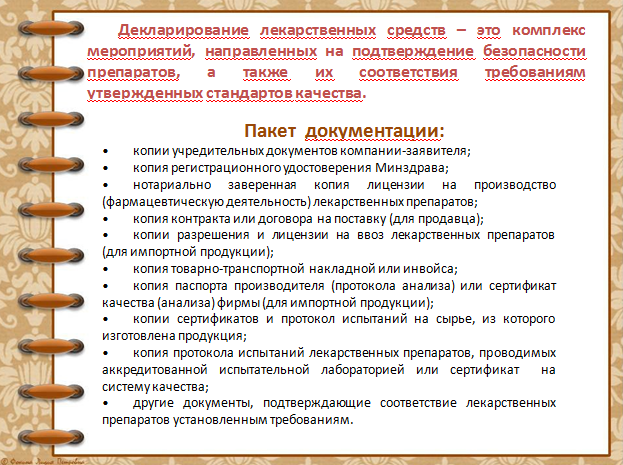 Декларирование лекарственных средств – это комплекс
мероприятий, направленных на подтверждение безопасности
препаратов, а также их соответствия требованиям
утвержденных стандартов качества.
Пакет документации:
• копии учредительных документов компании-заявителя;
• копия регистрационного удостоверения Минздрава;
• нотариально заверенная копия лицензии на производство
(фармацевтическую деятельность) лекарственных препаратов;
• копия контракта или договора на поставку (для продавца);
• копии разрешения и лицензии на ввоз лекарственных препаратов
(для импортной продукции);
• копия товарно-транспортной накладной или инвойса;
• копия паспорта производителя (протокола анализа) или сертификат
качества (анализа) фирмы (для импортной продукции);
• копии сертификатов и протокол испытаний на сырье, из которого
изготовлена продукция;
• копия протокола испытаний лекарственных препаратов, проводимых
аккредитованной испытательной лабораторией или сертификат на
систему качества;
• другие документы, подтверждающие соответствие лекарственных
препаратов установленным требованиям.